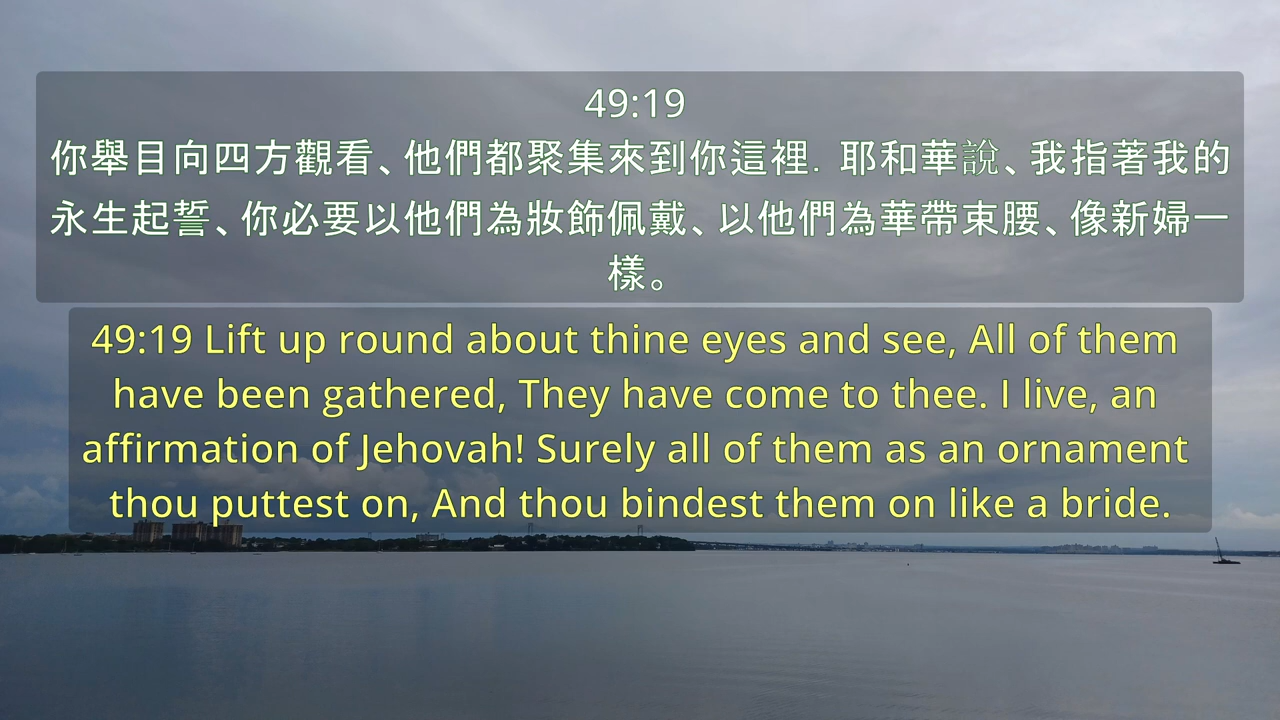 49:19
你舉目向四方觀看、他們都聚集來到你這裡. 耶和華說、我指著我的
永生起誓、你必要以他們為妝飾佩戴、以他們為華帶束腰、像新婦一
樣。
49:19 Lift up round about thine eyes and see, All of them
have been gathered, They have come to thee. I live, an
affirmation of Jehovah! Surely all of them as an ornament
thou puttest on, And thou bindest them on like a bride.